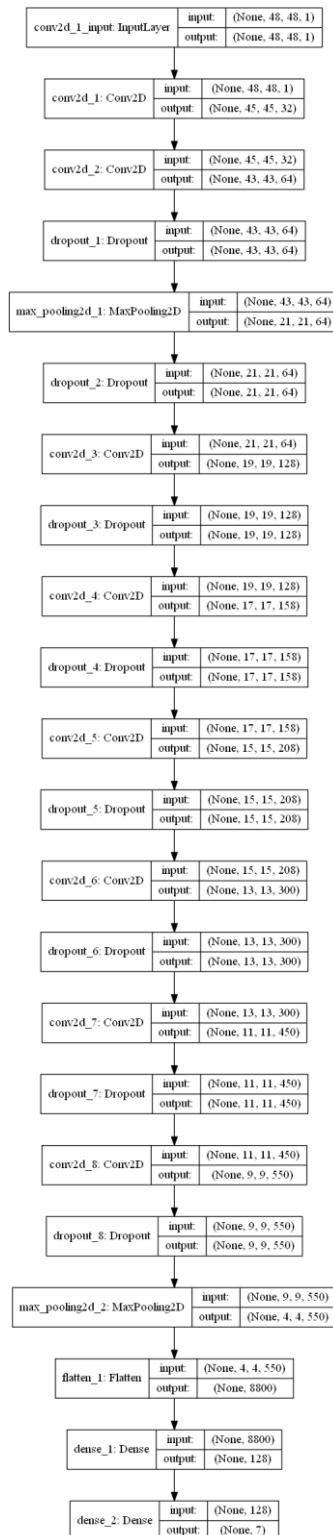 conv2d_1_input: InputLayer input: (None, 48, 48, 1)
output: (None, 48, 48, 1)
conv2d_1: Conv2D input: (None, 48, 48, 1)
output: (None, 45, 45, 32)
conv2d_2: Conv2D input: (None, 45, 45, 32)
output: (None, 43, 43, 64)
dropout_1: Dropout input: (None, 43, 43, 64)
output: (None, 43, 43, 64)
max_pooling2d_1: MaxPooling2D input: (None, 43, 43, 64)
output: (None, 21, 21, 64)
dropout_2: Dropout input: (None, 21, 21, 64)
output: (None, 21, 21, 64)
conv2d_3: Conv2D input: (None, 21, 21, 64)
output: (None, 19, 19, 128)
dropout_3: Dropout input: (None, 19, 19, 128)
output: (None, 19, 19, 128)
conv2d_4: Conv2D input: (None, 19, 19, 128)
output: (None, 17, 17, 158)
dropout_4: Dropout input: (None, 17, 17, 158)
output: (None, 17, 17, 158)
conv2d_5: Conv2D input: (None, 17, 17, 158)
output: (None, 15, 15, 208)
dropout_5: Dropout input: (None, 15, 15, 208)
output: (None, 15, 15, 208)
conv2d_6: Conv2D input: (None, 15, 15, 208)
output: (None, 13, 13, 300)
dropout_6: Dropout input: (None, 13, 13, 300)
output: (None, 13, 13, 300)
conv2d_7: Conv2D input: (None, 13, 13, 300)
output: (None, 11, 11, 450)
dropout_7: Dropout input: (None, 11, 11, 450)
output: (None, 11, 11, 450)
conv2d_8: Conv2D input: (None, 11, 11, 450)
output: (None, 9, 9, 550)
dropout_8: Dropout input: (None, 9, 9, 550)
output: (None, 9, 9, 550)
max_pooling2d_2: MaxPooling2D input: (None, 9, 9, 550)
output: (None, 4, 4, 550)
flatten_1: Flatten input: (None, 4, 4, 550)
output: (None, 8800)
dense_1: Dense input: (None, 8800)
output: (None, 128)
dense_2: Dense input: (None, 128)
output: (None, 7)